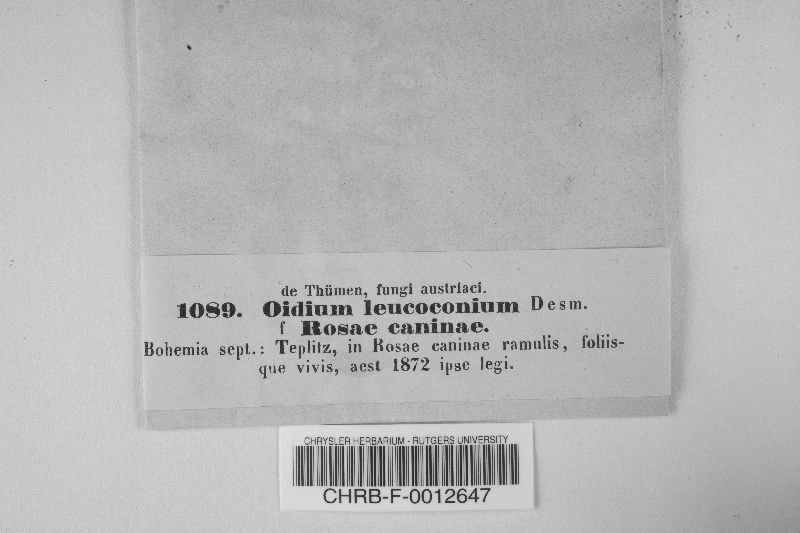 de Thümen, fungi austriaci.
1089. Oidium leucoconium Desm.
f Rosae caninae.
Bohemia sept.: Teplitz, in Rosae caninae ramulis, foliis-
que vivis, aest 1872 ipse legi.
CHRYSLER HERBARIUM - RUTGERS UNIVERSITY
CHRB-F-0012647